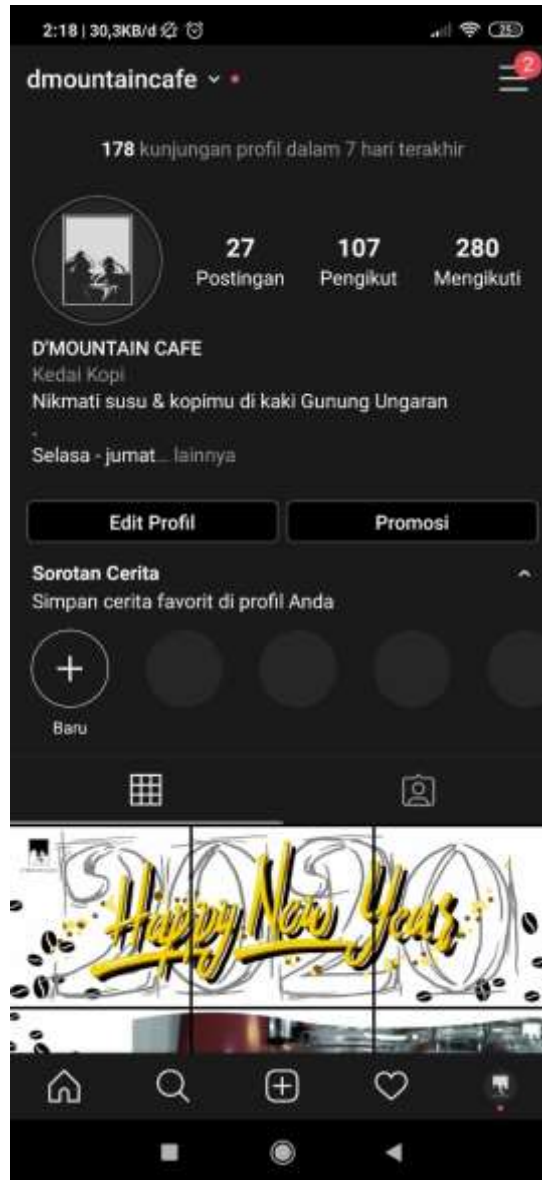 2:18 | 30,3KB/d
25
dmountaincafe
2
178 kunjungan profil dalam 7 hari terakhir
27 107 280
Postingan Pengikut Mengikuti
D'MOUNTAIN CAFE
Kedai Kopi
Nikmati susu & kopimu di kaki Gunung Ungaran
.
Selasa - jumat... lainnya
Edit Profil Promosi
Sorotan Cerita
Simpan cerita favorit di profil Anda
Baru
2020
Happy New Year